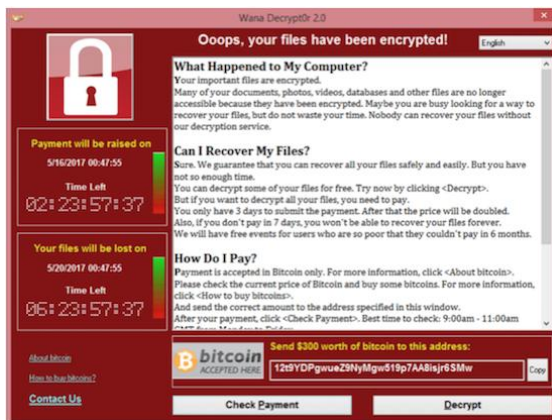 Wana Decrypt0r 2.0
Ooops, your files have been encrypted!
English
What Happened to My Computer?
Your important files are encrypted.
Many of your documents, photos, videos, databases and other files are no longer
accessible because they have been encrypted. Maybe you are busy looking for a way to
recover your files, but do not waste your time. Nobody can recover your files without
our decryption service.
Can I Recover My Files?
Sure. We guarantee that you can recover all your files safely and easily. But you have
not so enough time.
You can decrypt some of your files for free. Try now by clicking <Decrypt>.
But if you want to decrypt all your files, you need to pay.
You only have 3 days to submit the payment. After that the price will be doubled.
Also, if you don't pay in 7 days, you won't be able to recover your files forever.
We will have free events for users who are so poor that they couldn't pay in 6 months.
How Do I Pay?
Payment is accepted in Bitcoin only. For more information, click <About bitcoin>.
Please check the current price of Bitcoin and buy some bitcoins. For more information,
click <How to buy bitcoins>.
And send the correct amount to the address specified in this window.
After your payment, click <Check Payment>. Best time to check: 9:00am - 11:00am
GMT from Monday to Friday.
Payment will be raised on
5/16/2017 00:47:55
Time Left
02:23:57:37
Your files will be lost on
5/20/2017 00:47:55
Time Left
06:23:57:37
About bitcoin
How to buy bitcoins?
Contact Us
bitcoin
ACCEPTED HERE
Send $300 worth of bitcoin to this address:
12t9YDPgwueZ9NyMgw519p7AA8isjr6SMw
Copy
Check Payment
Decrypt